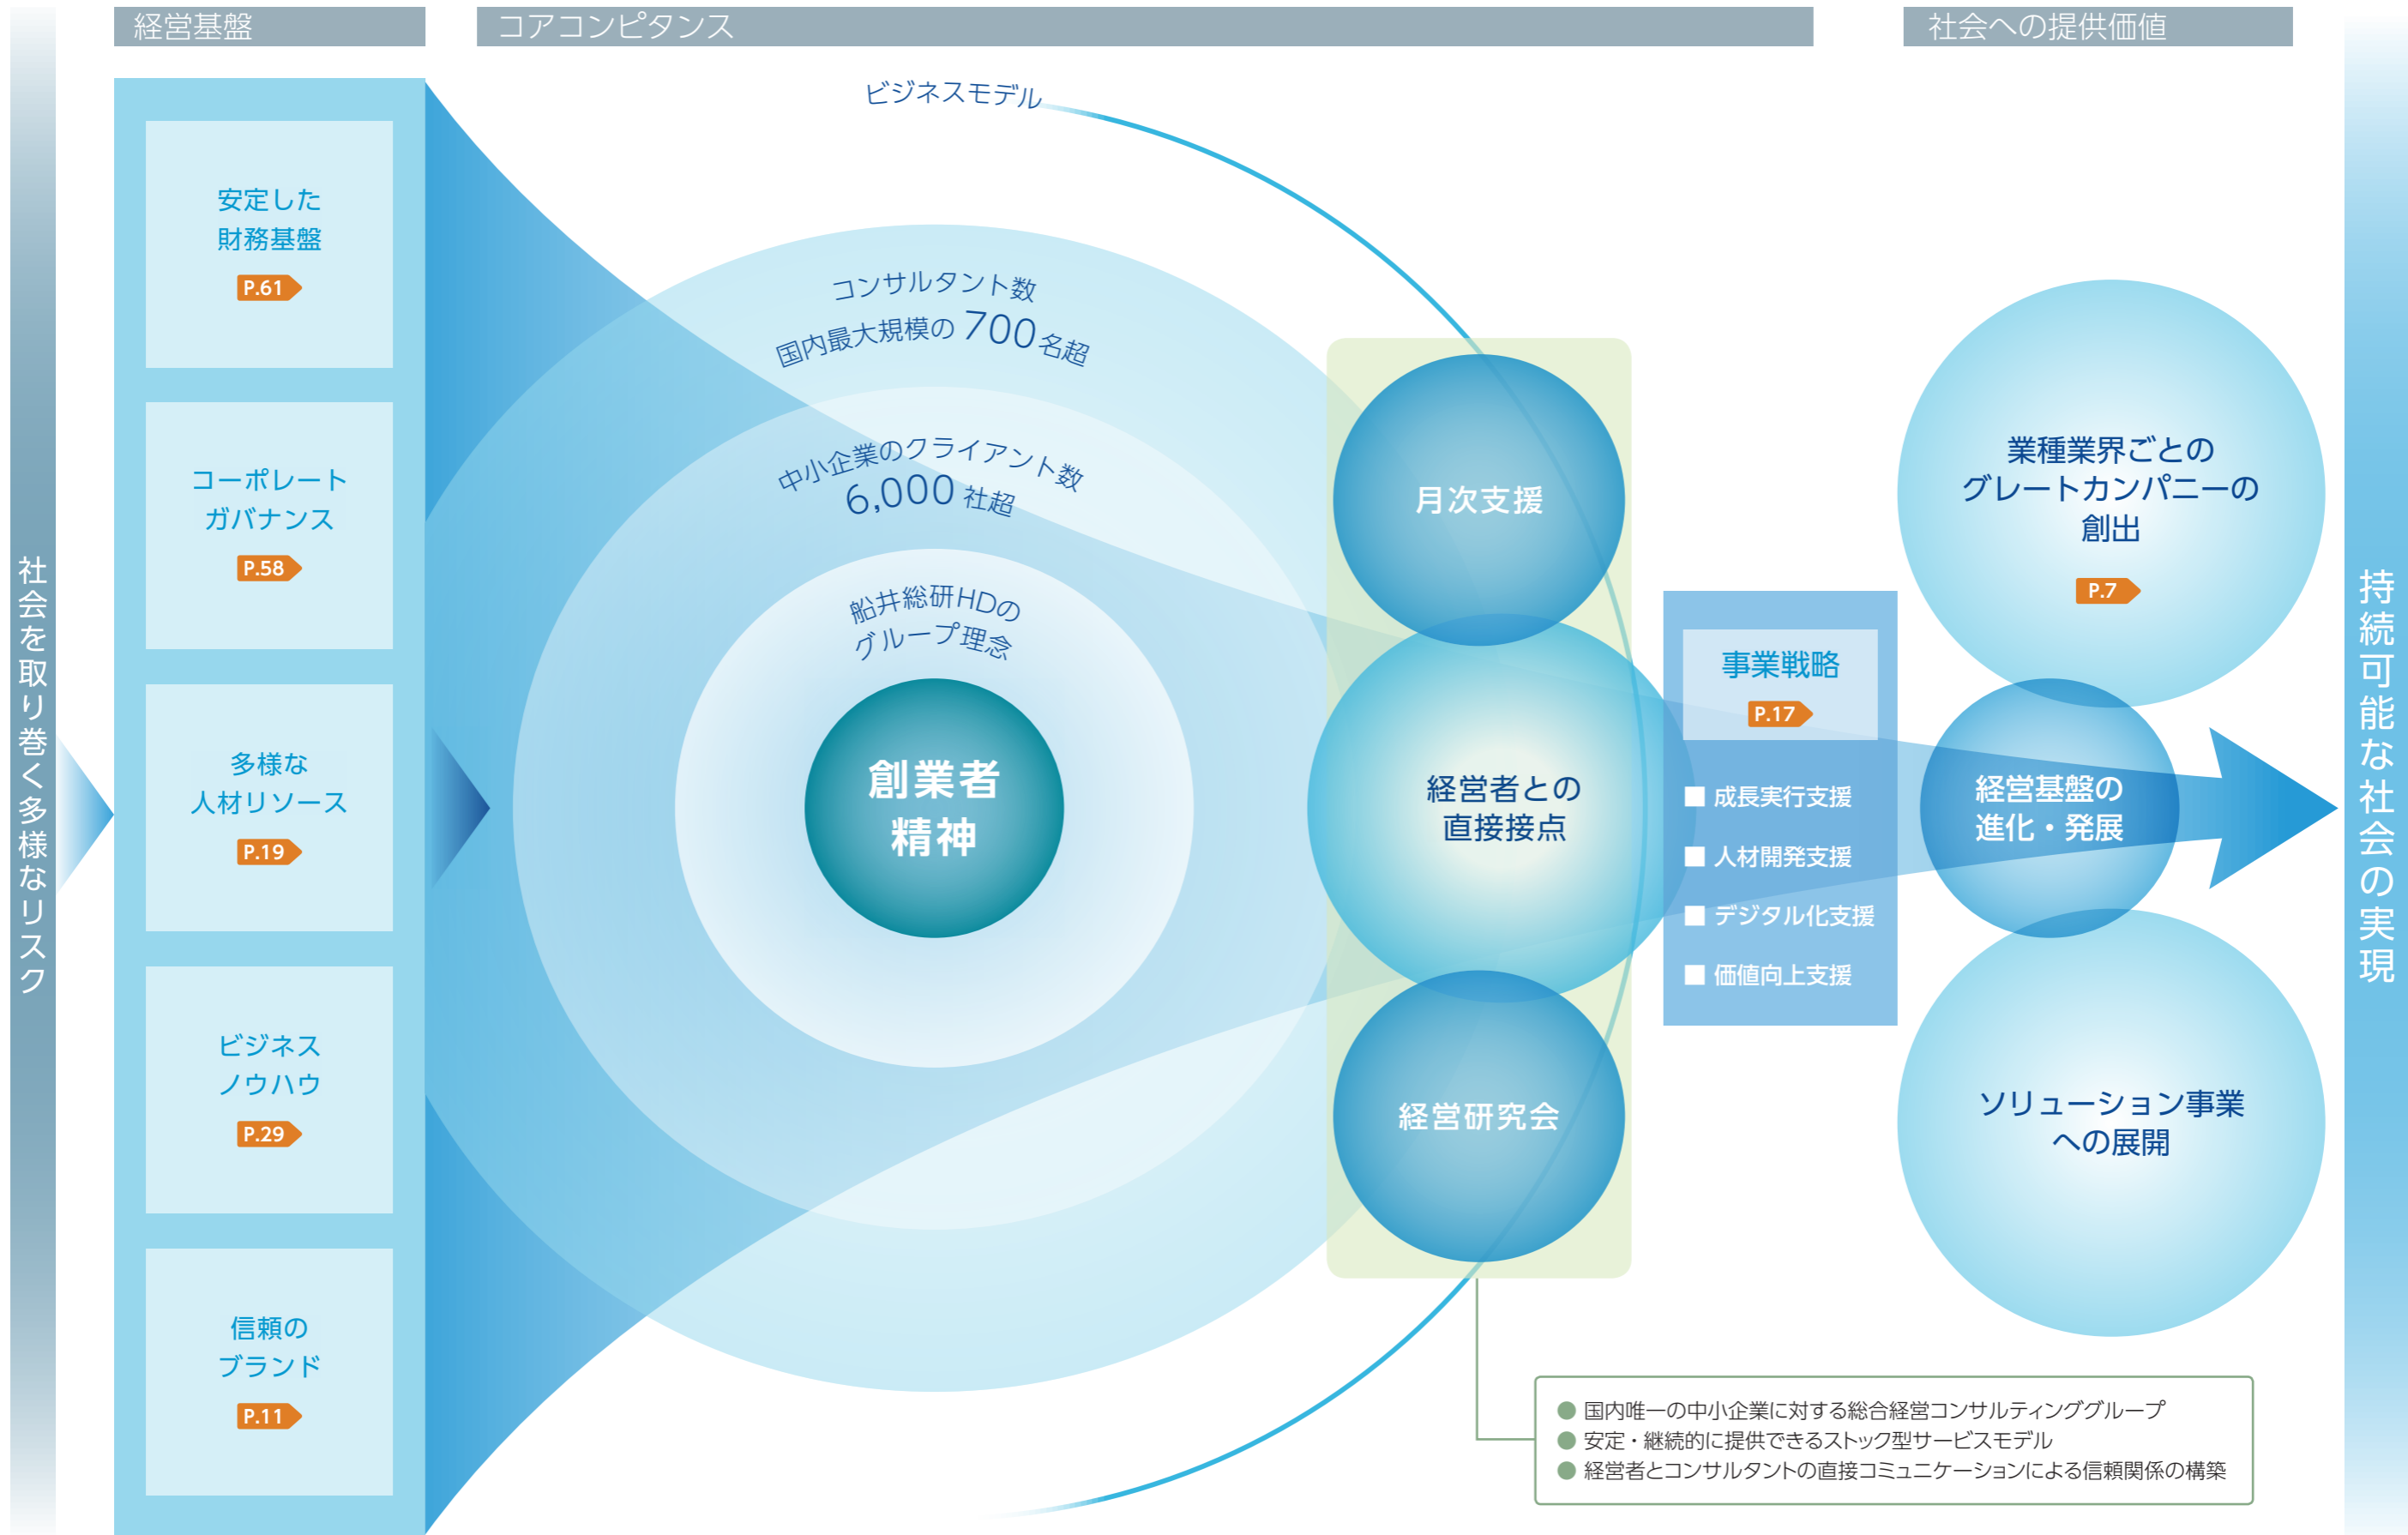 経営基盤
コアコンピタンス
社会への提供価値
社会を取り巻く多様なリスク
安定した
財務基盤
P.61
コーポレート
ガバナンス
P.58
多様な
人材リソース
P.19
ビジネス
ノウハウ
P.29
信頼の
ブランド
P.11
ビジネスモデル
コンサルタント数
国内最大規模の 700 名超
中小企業のクライアント数
6,000 社超
船井総研HDの
グループ理念
創業者
精神
月次支援
経営者との
直接接点
経営研究会
事業戦略
P.17
■ 成長実行支援
■ 人材開発支援
■ デジタル化支援
■ 価値向上支援
業種業界ごとの
グレートカンパニーの
創出
P.7
経営基盤の
進化・発展
ソリューション事業
への展開
● 国内唯一の中小企業に対する総合経営コンサルティンググループ
● 安定・継続的に提供できるストック型サービスモデル
● 経営者とコンサルタントの直接コミュニケーションによる信頼関係の構築
持続可能な社会の実現